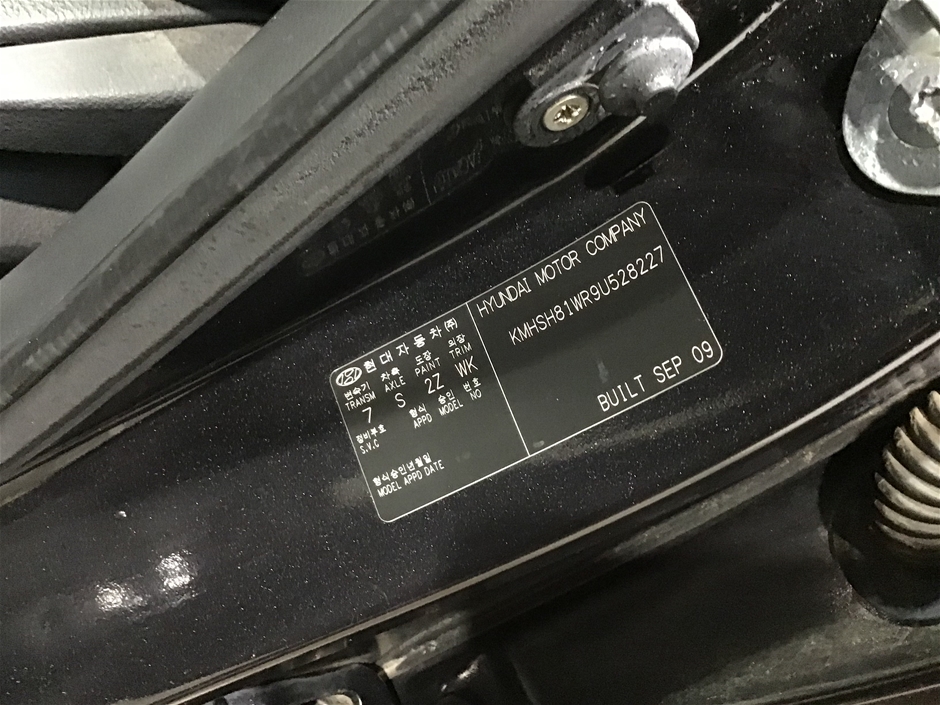 현대자동차(주)
변속기 차축 도장 외장
TRANSM AXLE PAINT TRIM
7 S 2Z WK
정비부호 형식 승인 번호
S.V.C APPD MODEL NO
형식승인년월일
MODEL APPD DATE
HYUNDAI MOTOR COMPANY
KMHSH81WR9U528227
BUILT SEP 09